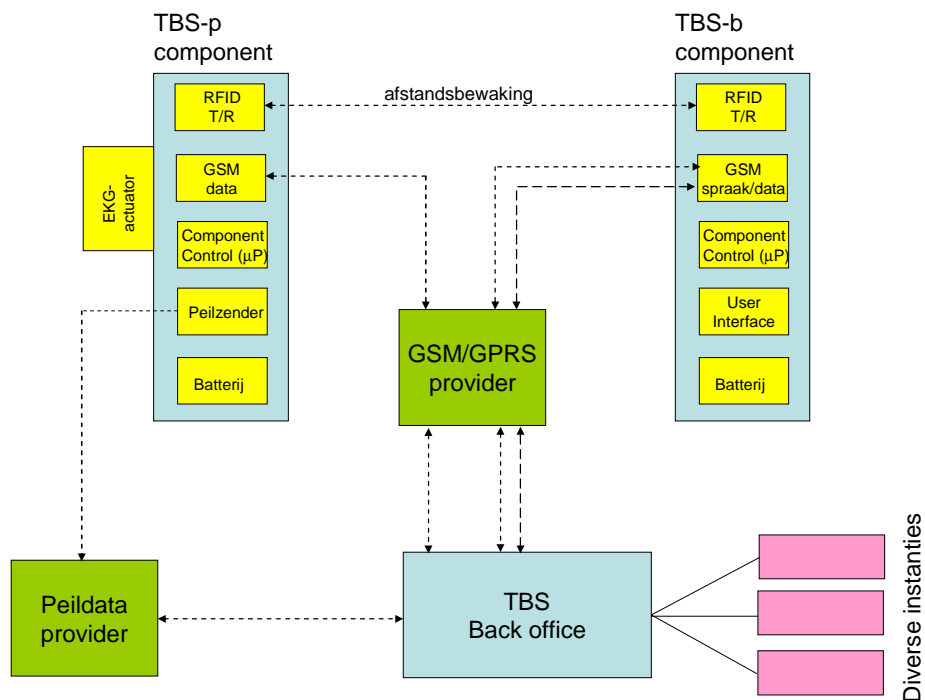 TBS-p
component
TBS-b
component
RFID
T/R
afstandsbewaking
RFID
T/R
EKG-
actuator
GSM
data
GSM
spraak/data
Component
Control (μP)
Component
Control (μP)
Peilzender
User
Interface
GSM/GPRS
provider
Batterij
Batterij
Peildata
provider
TBS
Back office
Diverse instanties